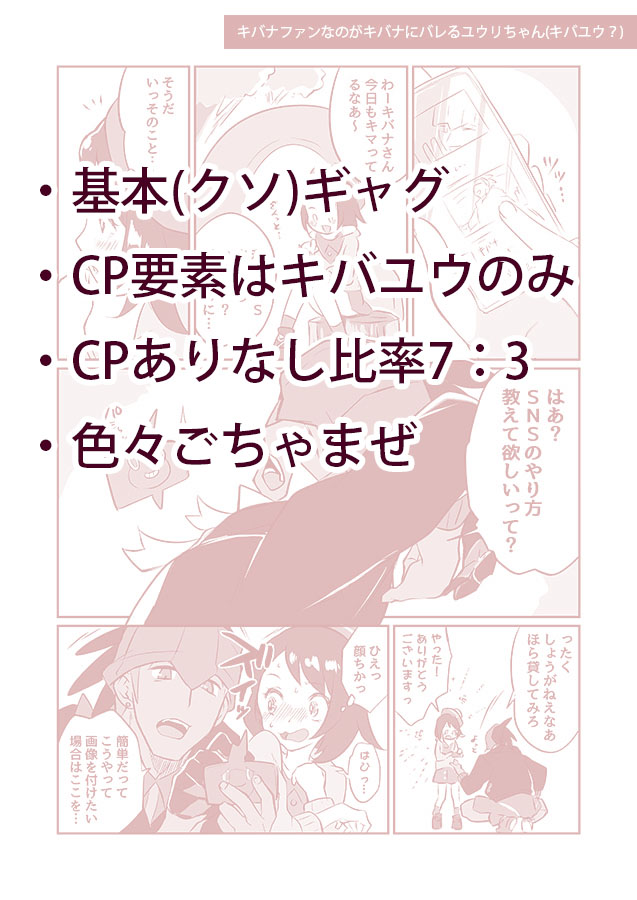 キバナファンなのがキバナにバレるユウリちゃん(キバユウ？)
・基本(クソ)ギャグ
・CP要素はキバユウのみ
・CPありなし比率7：3
・色々ごちゃまぜ
わーキバナさん
今日もキマって
るなあ～
そうだ
いっそのこと…
はあ？
SNSのやり方
教えて欲しいって？
ったく
しょうがねえなあ
ほら貸してみろ
やったー！
ありがとう
ございますっ
ひえっ
顔ちかっ
はひっ…
簡単だって
こうやって
画像を付けたい
場合はここを…